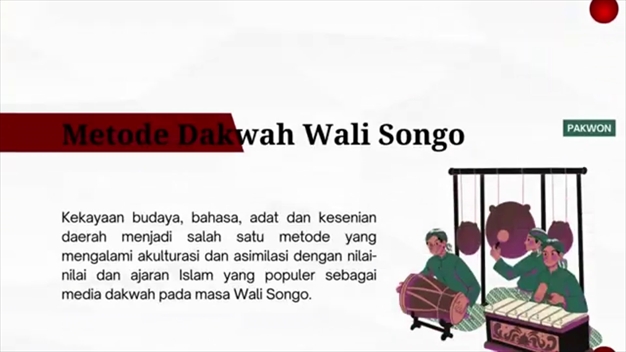 Metode Dakwah Wali Songo
PAKWON
Kekayaan budaya, bahasa, adat dan kesenian
daerah menjadi salah satu metode yang
mengalami akulturasi dan asimilasi dengan nilai-
nilai dan ajaran Islam yang populer sebagai
media dakwah pada masa Wali Songo.